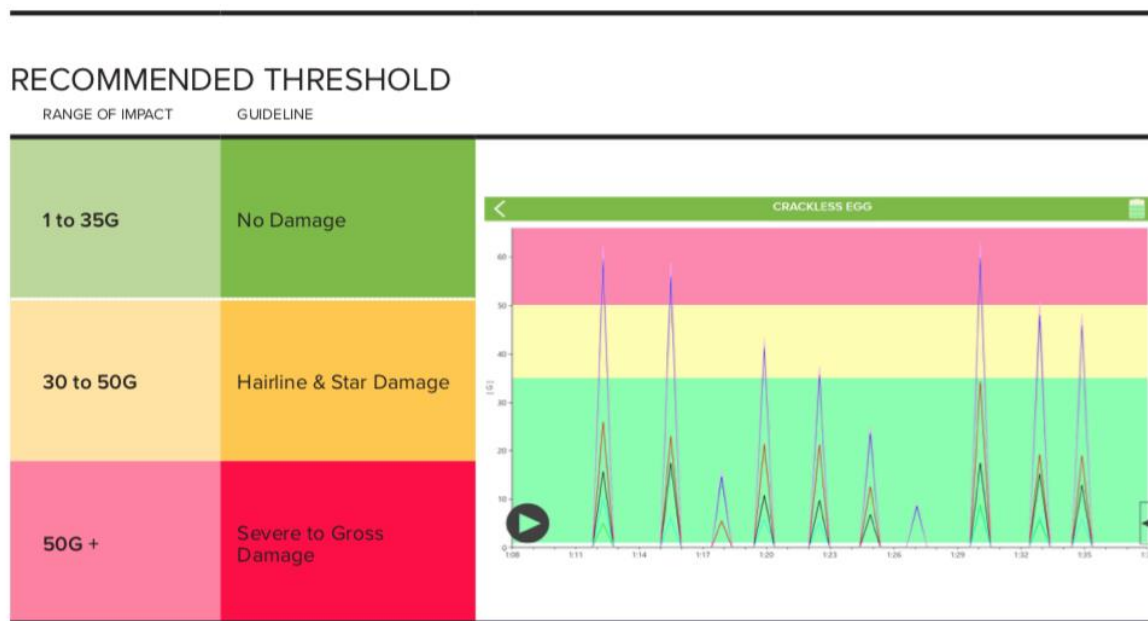 RECOMMENDED THRESHOLD
RANGE OF IMPACT GUIDELINE
1 to 35G No Damage
30 to 50G Hairline & Star Damage
50G + Severe to Gross
Damage
CRACKLESS EGG
60
50
40
[G]
30
20
10
0
1:08 1:11 1:14 1:17 1:20 1:23 1:26 1:29 1:32 1:35